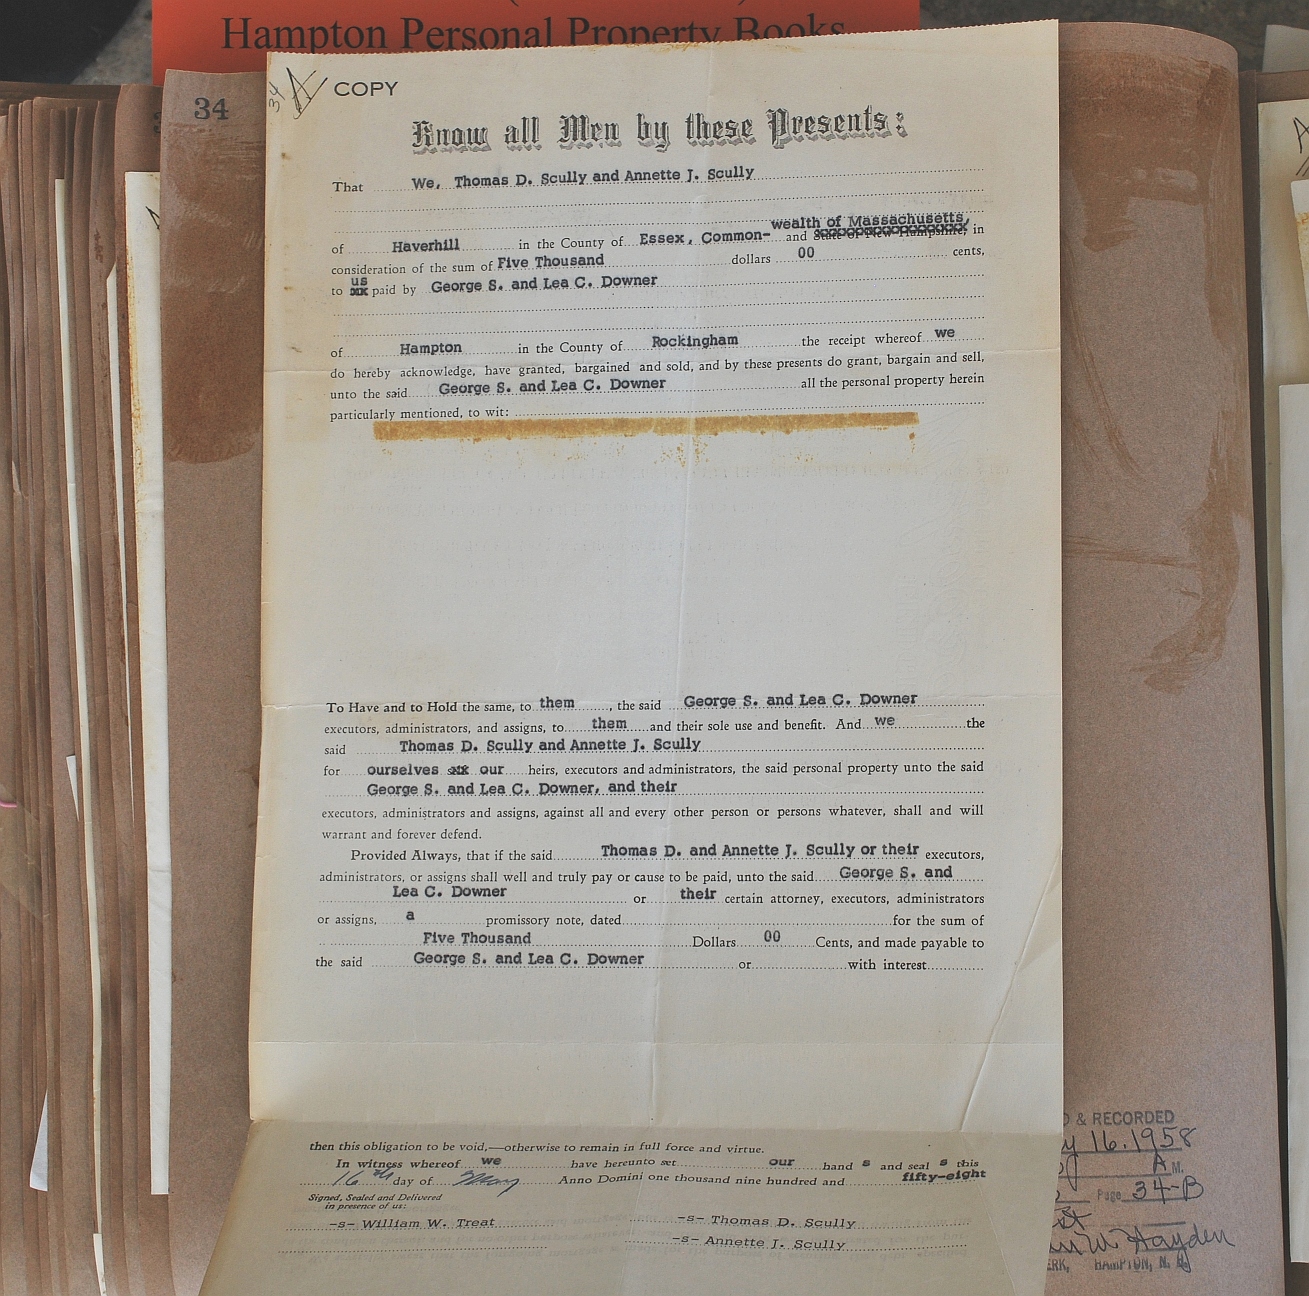 Hampton Personal Property Books
34
34 A
COPY
Know all Men by these Presents:
That We, Thomas D. Scully and Annette J. Scully
wealth of Massachusetts,
of Haverhill in the County of Essex, Common- and State of New Hampshire, in
consideration of the sum of Five Thousand dollars 00 cents,
us
to paid by George S. and Lea C. Downer
of Hampton in the County of Rockingham the receipt whereof we
do hereby acknowledge, have granted, bargained and sold, and by these presents do grant, bargain and sell,
unto the said George S. and Lea C. Downer all the personal property herein
particularly mentioned, to wit:
To Have and to Hold the same, to them, the said George S. and Lea C. Downer
executors, administrators, and assigns, to them and their sole use and benefit. And we the
said Thomas D. Scully and Annette J. Scully
for ourselves our heirs, executors and administrators, the said personal property unto the said
George S. and Lea C. Downer, and their
executors, administrators and assigns, against all and every other person or persons whatever, shall and will
warrant and forever defend.
Provided Always, that if the said Thomas D. and Annette J. Scully or their executors,
administrators, or assigns shall well and truly pay or cause to be paid, unto the said George S. and
Lea C. Downer or their certain attorney, executors, administrators
or assigns, a promissory note, dated for the sum of
Five Thousand Dollars 00 Cents, and made payable to
the said George S. and Lea C. Downer or with interest
then this obligation to be void,—otherwise to remain in full force and virtue.
In witness whereof we have hereunto set our hand s and seal s this
16th day of May Anno Domini one thousand nine hundred and fifty-eight
Signed, Sealed and Delivered
in presence of us:
-s- William W. Treat
-s- Thomas D. Scully
-s- Annette J. Scully
& RECORDED
16, 1958
A M.
Page 34-B
W. Hayden
HAMPTON, N. H.